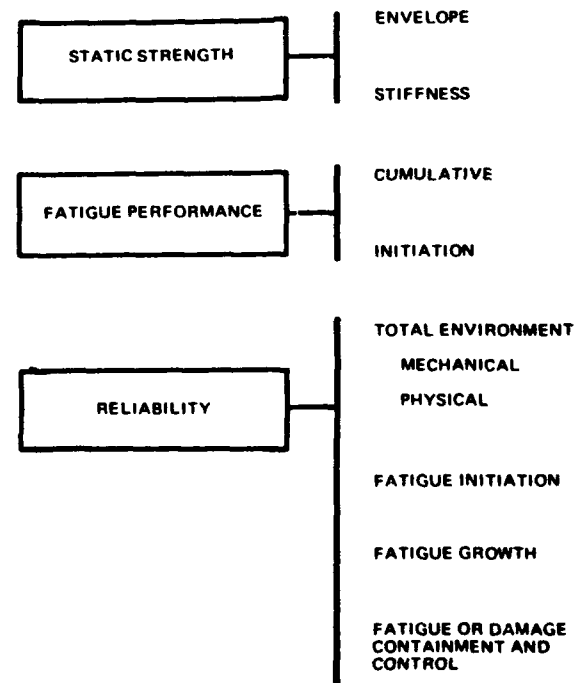 ENVELOPE
STATIC STRENGTH
STIFFNESS
CUMULATIVE
FATIGUE PERFORMANCE
INITIATION
TOTAL ENVIRONMENT
MECHANICAL
PHYSICAL
RELIABILITY
FATIGUE INITIATION
FATIGUE GROWTH
FATIGUE OR DAMAGE
CONTAINMENT AND
CONTROL